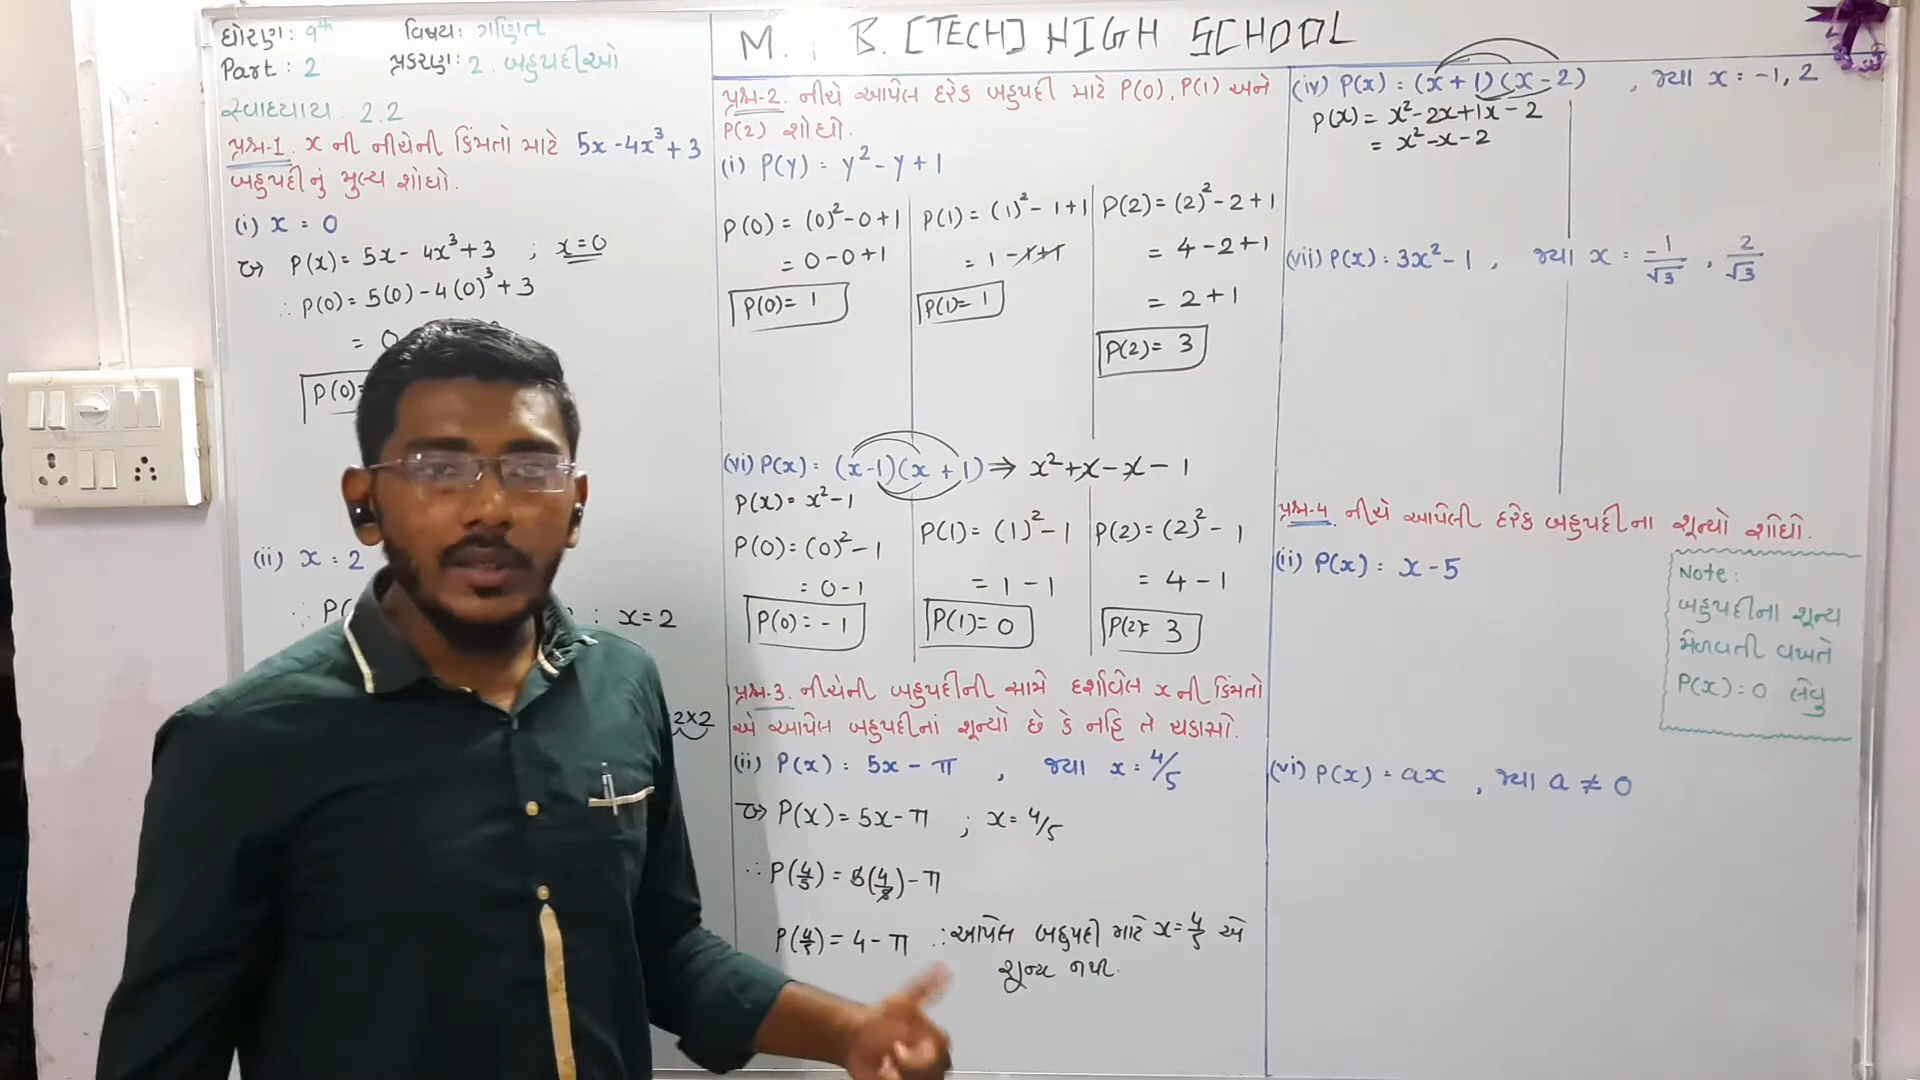 ધોરણ: 9th વિષય: ગણિત
Part: 2 પ્રકરણ: 2. બહુપદીઓ
સ્વાધ્યાય: 2.2
પ્રશ્ન-1. x ની નીચેની કિંમતો માટે 5x-4x³+3
બહુપદીનું મુલ્ય શોધો.
(i) x = 0
P(x) = 5x - 4x³+3 ; x=0
∴ P(0) = 5(0)-4(0)³+3
= 0
P(0)=
(ii) x = 2
: x=2
2×2
M. B. [TECH] HIGH SCHOOL
પ્રશ્ન-2. નીચે આપેલ દરેક બહુપદી માટે P(0), P(1) અને
P(2) શોધો.
(i) P(y) = y²-y+1
P(0) = (0)²-0+1
= 0-0+1
P(0)= 1
P(1) = (1)²-1+1
= 1-1+1
P(1)= 1
P(2) = (2)²-2+1
= 4-2+1
= 2+1
P(2) = 3
(vi) P(x) = (x-1)(x+1) ⇒ x²+x-x-1
P(x) = x²-1
P(0) = (0)²-1
= 0-1
P(0) = -1
P(1) = (1)²-1
= 1-1
P(1) = 0
P(2) = (2)²-1
= 4-1
P(2)= 3
પ્રશ્ન-3. નીચેની બહુપદીની સામે દર્શાવેલ x ની કિંમતો
એ આપેલ બહુપદીનાં શૂન્યો છે કે નહિ તે ચકાસો.
(ii) P(x) = 5x-π , જ્યા x = 4/5
P(x) = 5x-π ; x = 4/5
∴ P(4/5) = 5(4/5)-π
P(4/5) = 4-π ∴ આપેલ બહુપદી માટે x=4/5 એ
શૂન્ય નથી.
(iv) P(x) = (x+1)(x-2) , જ્યા x = -1, 2
P(x) = x²-2x+1x-2
= x²-x-2
(vii) P(x) = 3x²-1 , જ્યા x = -1/√3 , 2/√3
પ્રશ્ન-4. નીચે આપેલી દરેક બહુપદીના શૂન્યો શોધો.
(ii) P(x) = x-5
Note:
બહુપદીના શૂન્ય
મેળવતી વખતે
P(x)=0 લેવુ
(vi) P(x) = ax , જ્યા a ≠ 0